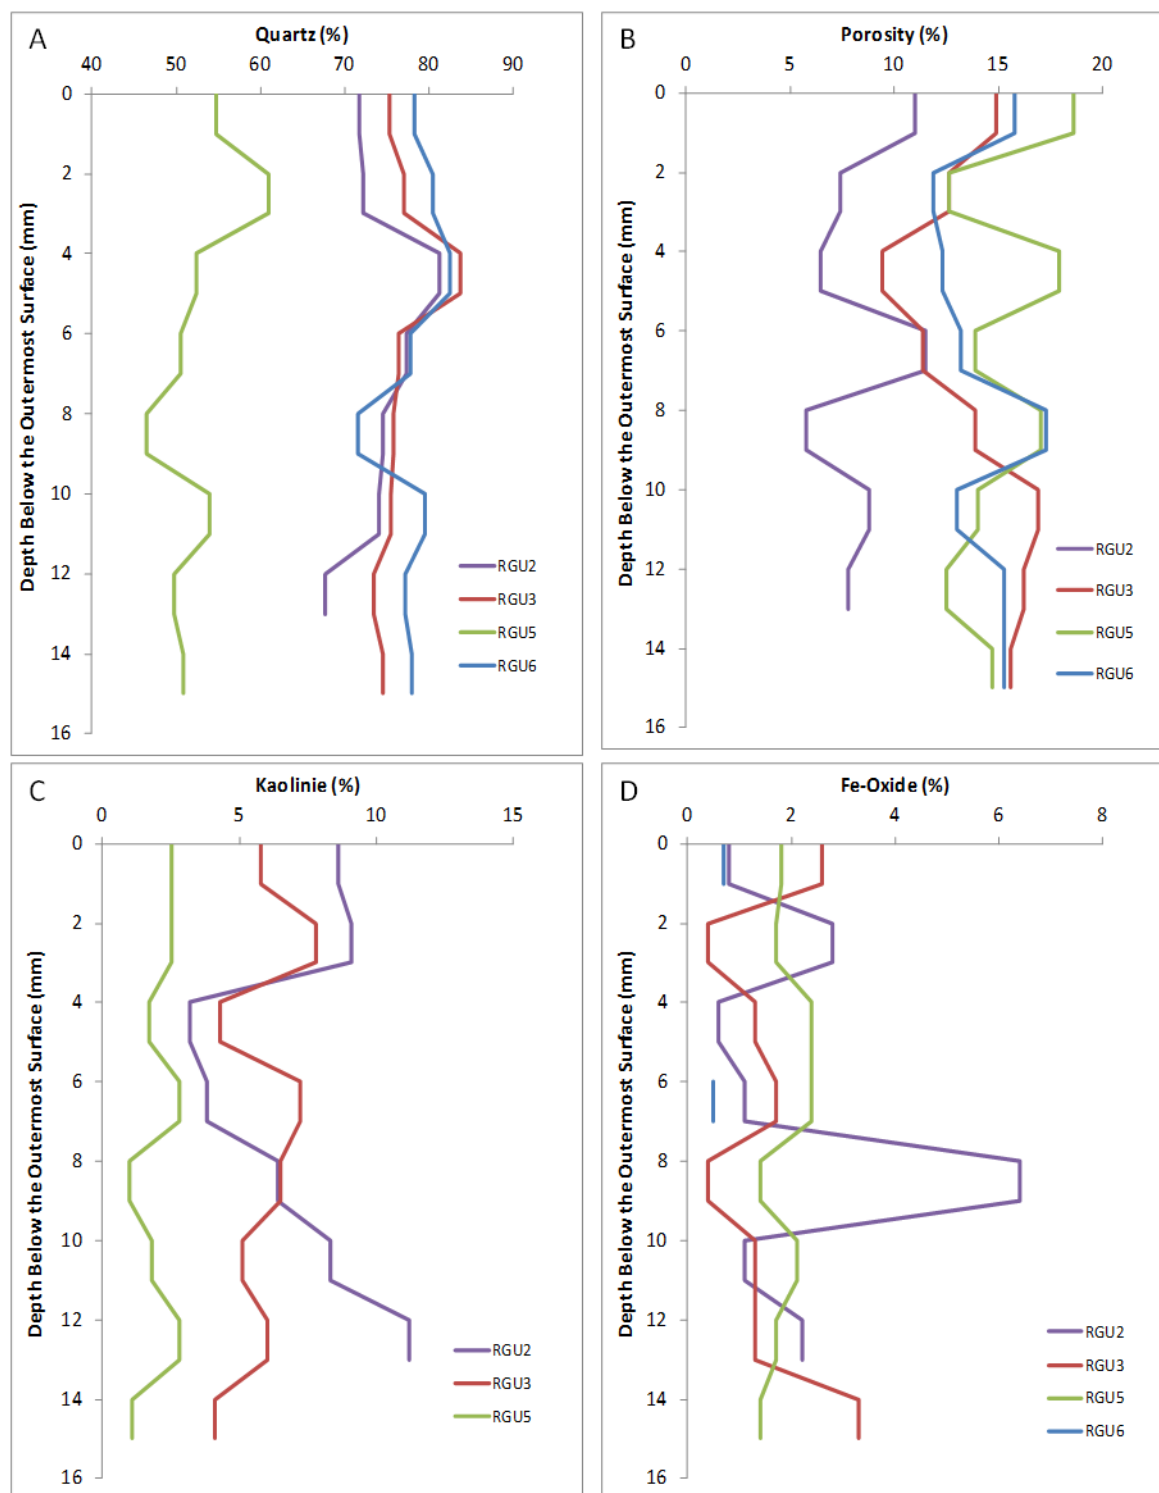 A
Quartz (%)
40 50 60 70 80 90
0
2
4
6
8
10
12
14
16
Depth Below the Outermost Surface (mm)
RGU2
RGU3
RGU5
RGU6
B
Porosity (%)
0 5 10 15 20
0
2
4
6
8
10
12
14
16
Depth Below the Outermost Surface (mm)
RGU2
RGU3
RGU5
RGU6
C
Kaolinie (%)
0 5 10 15
0
2
4
6
8
10
12
14
16
Depth Below the Outermost Surface (mm)
RGU2
RGU3
RGU5
D
Fe-Oxide (%)
0 2 4 6 8
0
2
4
6
8
10
12
14
16
Depth Below the Outermost Surface (mm)
RGU2
RGU3
RGU5
RGU6